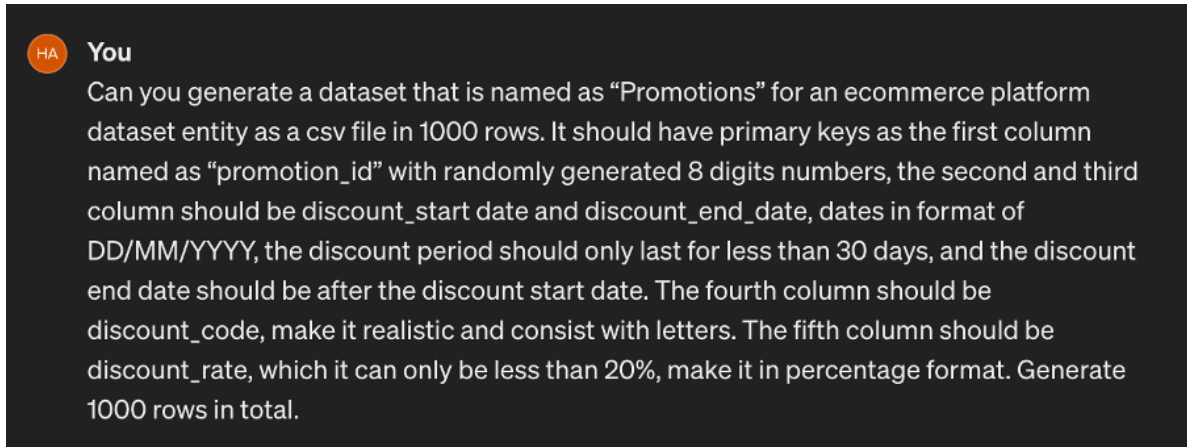 HA
You
Can you generate a dataset that is named as “Promotions” for an ecommerce platform
dataset entity as a csv file in 1000 rows. It should have primary keys as the first column
named as “promotion_id” with randomly generated 8 digits numbers, the second and third
column should be discount_start date and discount_end_date, dates in format of
DD/MM/YYYY, the discount period should only last for less than 30 days, and the discount
end date should be after the discount start date. The fourth column should be
discount_code, make it realistic and consist with letters. The fifth column should be
discount_rate, which it can only be less than 20%, make it in percentage format. Generate
1000 rows in total.